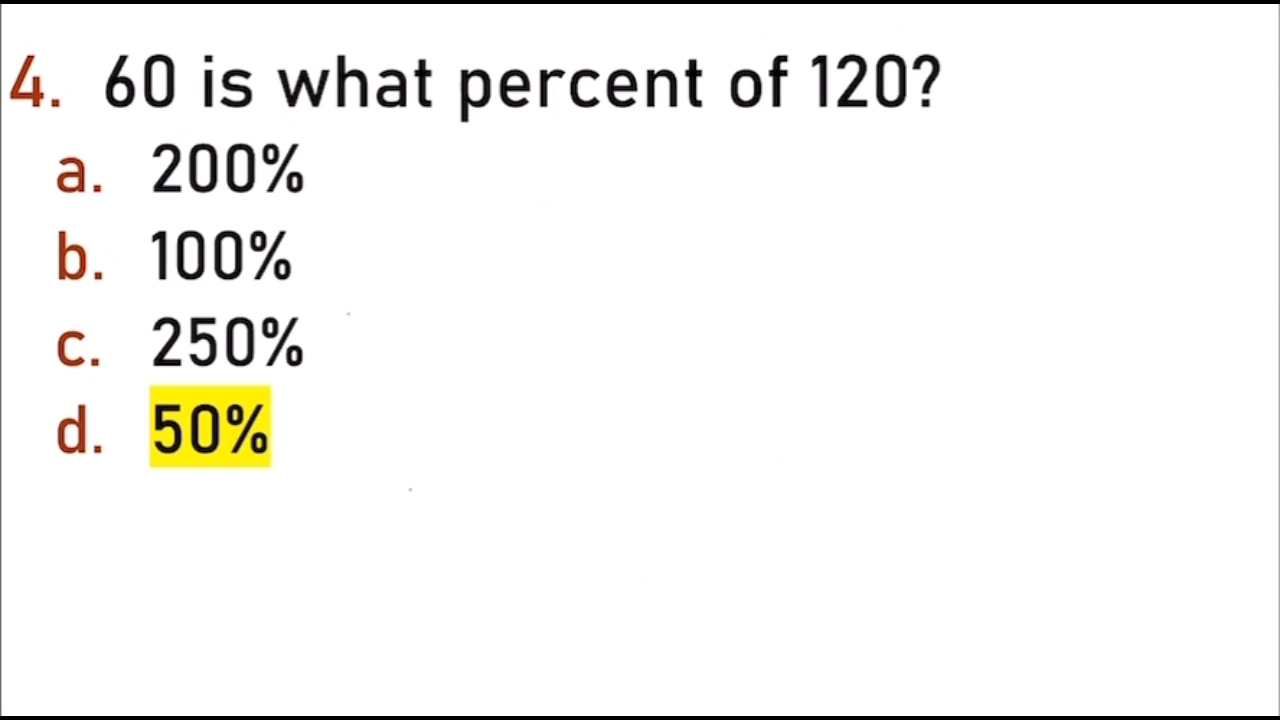 4. 60 is what percent of 120?
a. 200%
b. 100%
c. 250%
d. 50%